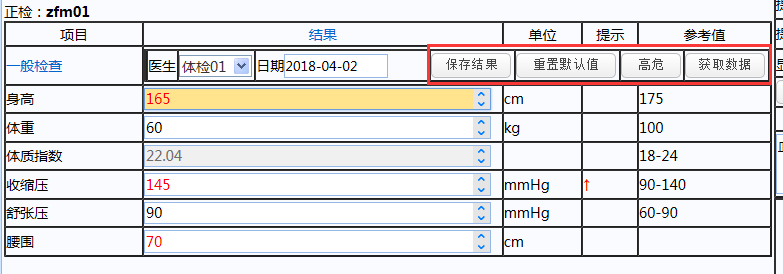 正检：zfm01
项目 结果 单位 提示 参考值
一般检查 医生 体检01 日期 2018-04-02 保存结果 重置默认值 高危 获取数据
身高 165 cm 175
体重 60 kg 100
体质指数 22.04 18-24
收缩压 145 mmHg ↑ 90-140
舒张压 90 mmHg 60-90
腰围 70 cm